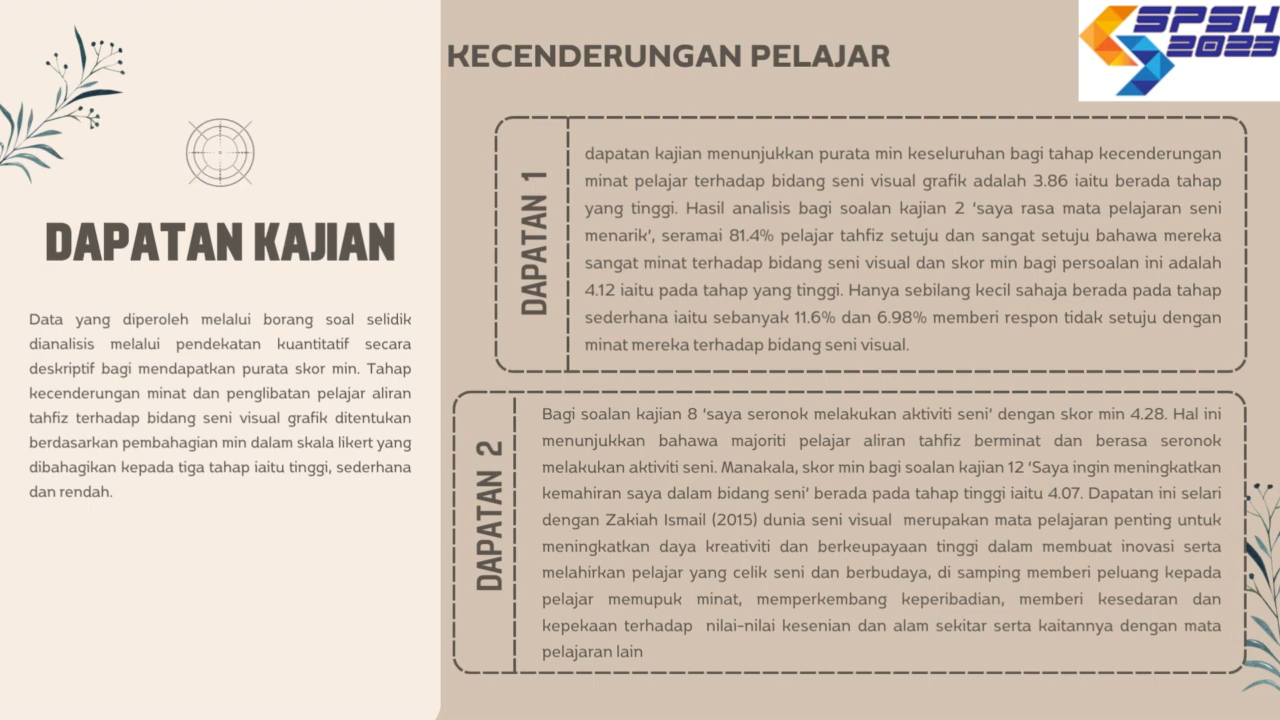 DAPATAN KAJIAN
Data yang diperoleh melalui borang soal selidik
dianalisis melalui pendekatan kuantitatif secara
deskriptif bagi mendapatkan purata skor min. Tahap
kecenderungan minat dan penglibatan pelajar aliran
tahfiz terhadap bidang seni visual grafik ditentukan
berdasarkan pembahagian min dalam skala likert yang
dibahagikan kepada tiga tahap iaitu tinggi, sederhana
dan rendah.
KECENDERUNGAN PELAJAR
SPSH
2023
DAPATAN 1
dapatan kajian menunjukkan purata min keseluruhan bagi tahap kecenderungan
minat pelajar terhadap bidang seni visual grafik adalah 3.86 iaitu berada tahap
yang tinggi. Hasil analisis bagi soalan kajian 2 ‘saya rasa mata pelajaran seni
menarik’, seramai 81.4% pelajar tahfiz setuju dan sangat setuju bahawa mereka
sangat minat terhadap bidang seni visual dan skor min bagi persoalan ini adalah
4.12 iaitu pada tahap yang tinggi. Hanya sebilang kecil sahaja berada pada tahap
sederhana iaitu sebanyak 11.6% dan 6.98% memberi respon tidak setuju dengan
minat mereka terhadap bidang seni visual.
DAPATAN 2
Bagi soalan kajian 8 ‘saya seronok melakukan aktiviti seni’ dengan skor min 4.28. Hal ini
menunjukkan bahawa majoriti pelajar aliran tahfiz berminat dan berasa seronok
melakukan aktiviti seni. Manakala, skor min bagi soalan kajian 12 ‘Saya ingin meningkatkan
kemahiran saya dalam bidang seni’ berada pada tahap tinggi iaitu 4.07. Dapatan ini selari
dengan Zakiah Ismail (2015) dunia seni visual merupakan mata pelajaran penting untuk
meningkatkan daya kreativiti dan berkeupayaan tinggi dalam membuat inovasi serta
melahirkan pelajar yang celik seni dan berbudaya, di samping memberi peluang kepada
pelajar memupuk minat, memperkembang keperibadian, memberi kesedaran dan
kepekaan terhadap nilai-nilai kesenian dan alam sekitar serta kaitannya dengan mata
pelajaran lain